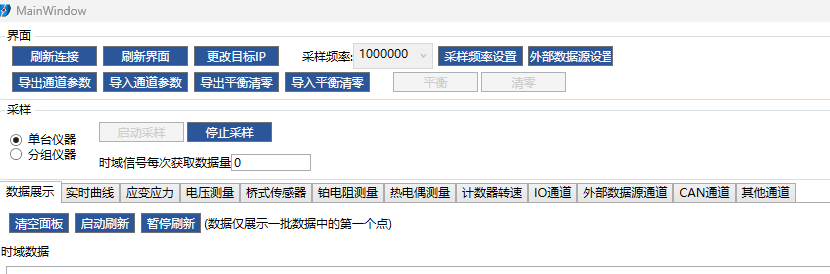 MainWindow
界面
刷新连接 刷新界面 更改目标IP 采样频率: 1000000 采样频率设置 外部数据源设置
导出通道参数 导入通道参数 导出平衡清零 导入平衡清零 平衡 清零
采样
启动采样 停止采样
单台仪器
分组仪器
时域信号每次获取数据量 0
数据展示 实时曲线 应变应力 电压测量 桥式传感器 铂电阻测量 热电偶测量 计数器转速 IO通道 外部数据源通道 CAN通道 其他通道
清空面板 启动刷新 暂停刷新 (数据仅展示一批数据中的第一个点)
时域数据